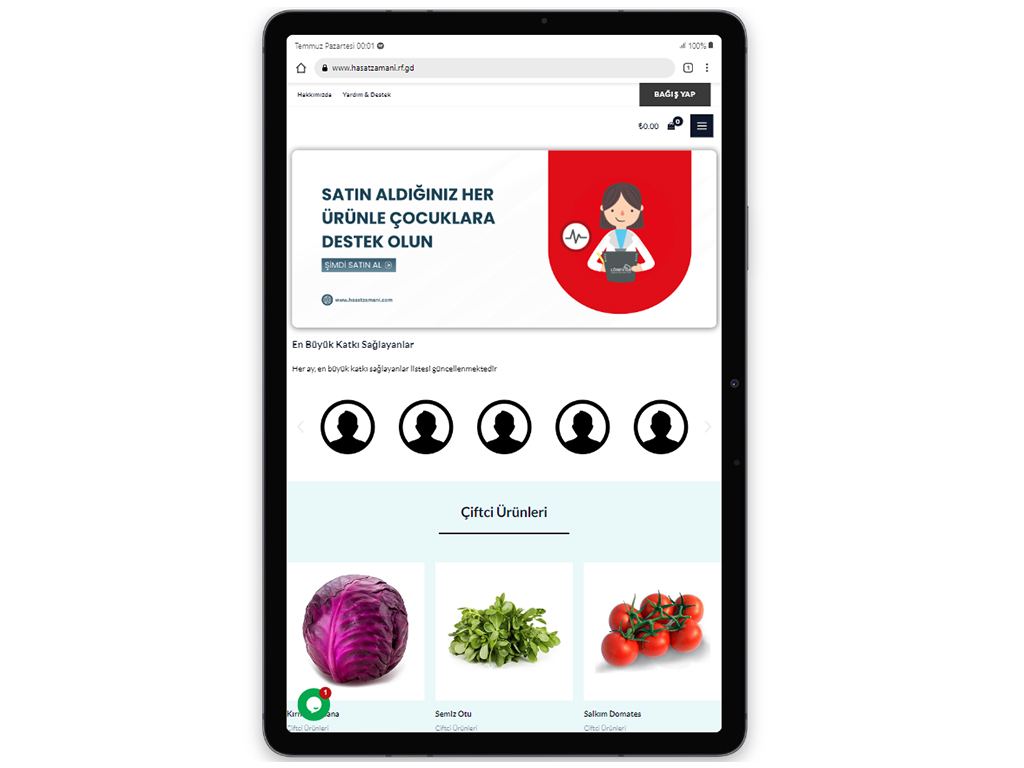 Temmuz Pazartesi 00:01
100%
www.hasatzamani.rf.gd
1
Hakkımızda Yardım & Destek
BAĞIŞ YAP
₺0.00
0
SATIN ALDIĞINIZ HER
ÜRÜNLE ÇOCUKLARA
DESTEK OLUN
ŞİMDİ SATIN AL
www.hasatzamani.com
En Büyük Katkı Sağlayanlar
Her ay, en büyük katkı sağlayanlar listesi güncellenmektedir
Çiftci Ürünleri
1
Semiz Otu
Salkım Domates
Çiftci Ürünleri
Çiftci Ürünleri
Çiftci Ürünleri